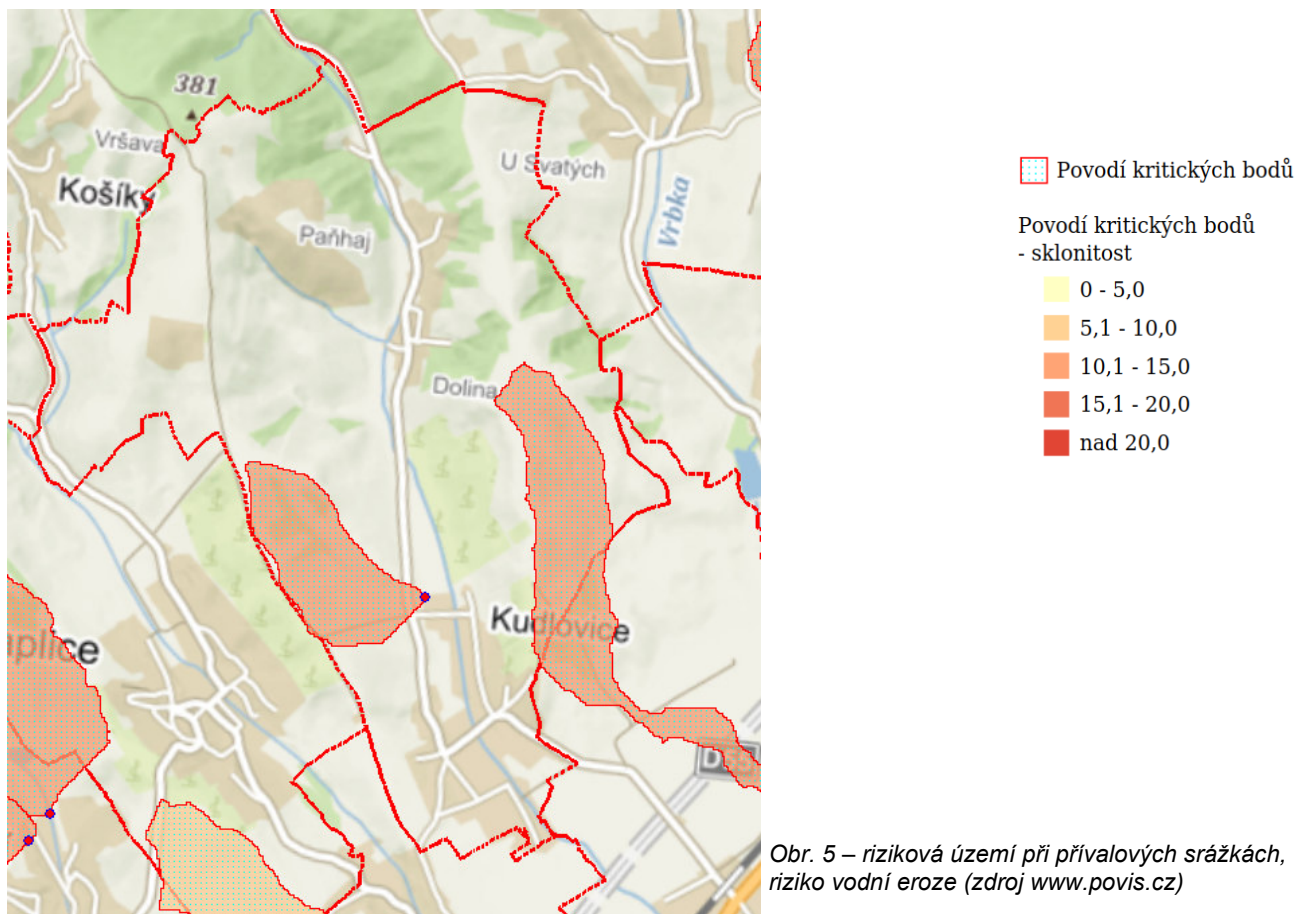 381
Vršava
Košíky
U Svatých
Vrbka
Paňhaj
Dolina
Kudlovice
aplice
Povodí kritických bodů
Povodí kritických bodů
- sklonitost
0 - 5,0
5,1 - 10,0
10,1 - 15,0
15,1 - 20,0
nad 20,0
Obr. 5 – riziková území při přívalových srážkách,
riziko vodní eroze (zdroj www.povis.cz)